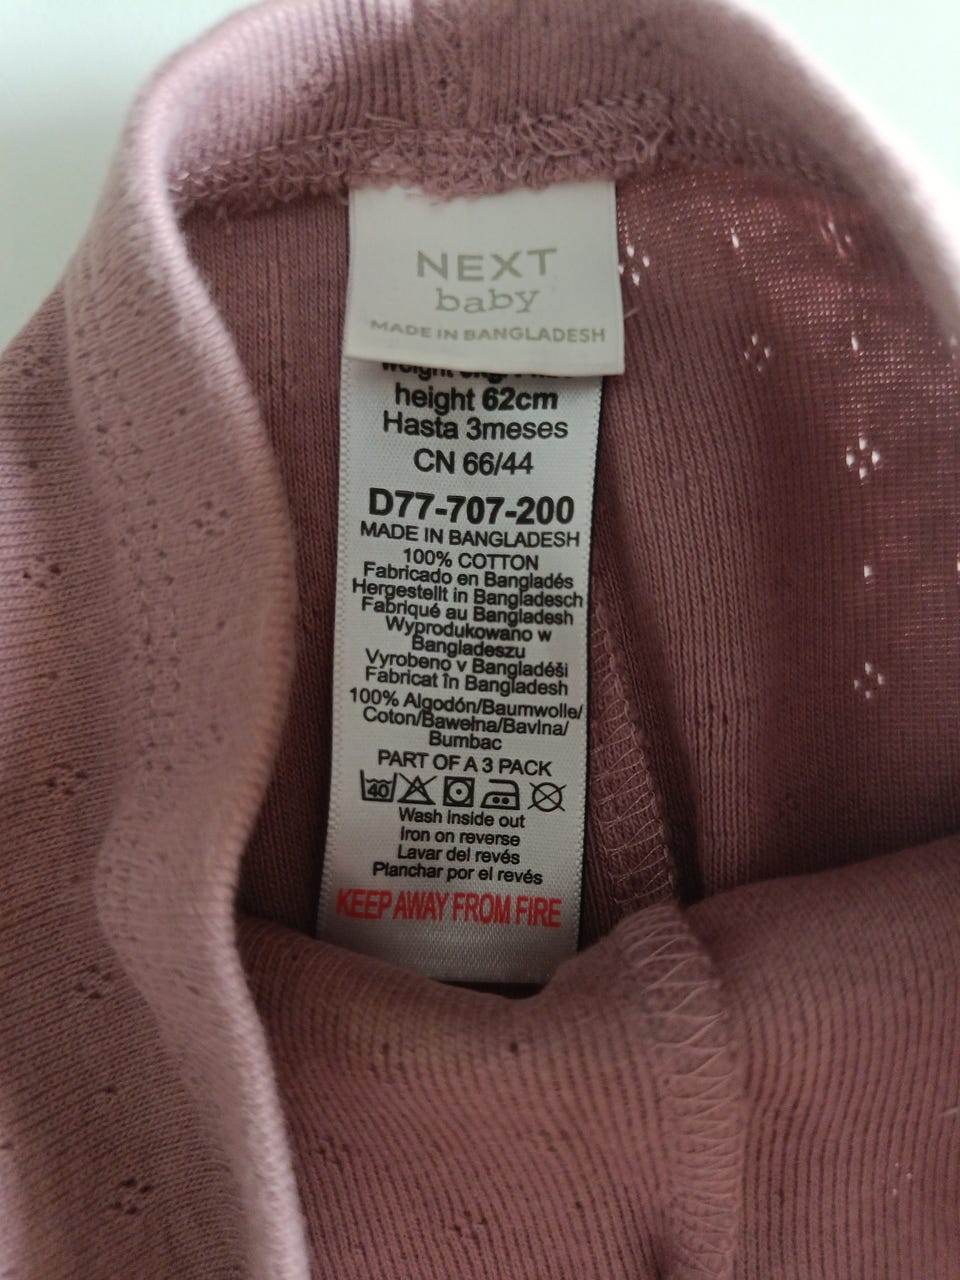 NEXT
baby
MADE IN BANGLADESH
weight
height 62cm
Hasta 3meses
CN 66/44
D77-707-200
MADE IN BANGLADESH
100% COTTON
Fabricado en Bangladés
Hergestellt in Bangladesch
Fabriqué au Bangladesh
Wyprodukowano w
Bangladeszu
Vyrobeno v Bangladéši
Fabricat în Bangladesh
100% Algodón/Baumwolle/
Coton/Bawełna/Bavlna/
Bumbac
PART OF A 3 PACK
40
Wash inside out
Iron on reverse
Lavar del revés
Planchar por el revés
KEEP AWAY FROM FIRE